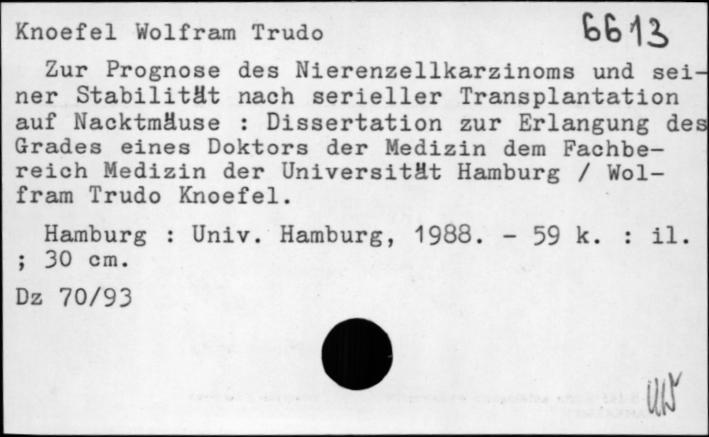 Knoefel Wolfram Trudo 6613
Zur Prognose des Nierenzellkarzinoms und sei-
ner Stabilität nach serieller Transplantation
auf Nacktmäuse : Dissertation zur Erlangung des
Grades eines Doktors der Medizin dem Fachbe-
reich Medizin der Universität Hamburg / Wol-
fram Trudo Knoefel.
Hamburg : Univ. Hamburg, 1988. - 59 k. : il.
; 30 cm.
Dz 70/93